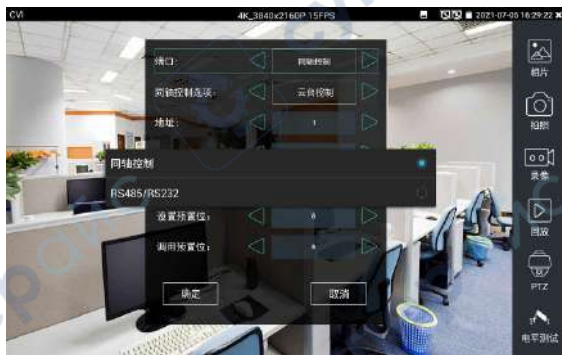 CVI
4K_3840x2160P 15FPS
2021-07-06 16:29:22
端口: 同轴控制
同轴控制选项: 云台控制
地址: 1
同轴控制
RS485/RS232
设置预置位: 8
调用预置位:
确定 取消
相片
拍照
录像
回放
PTZ
电平测试